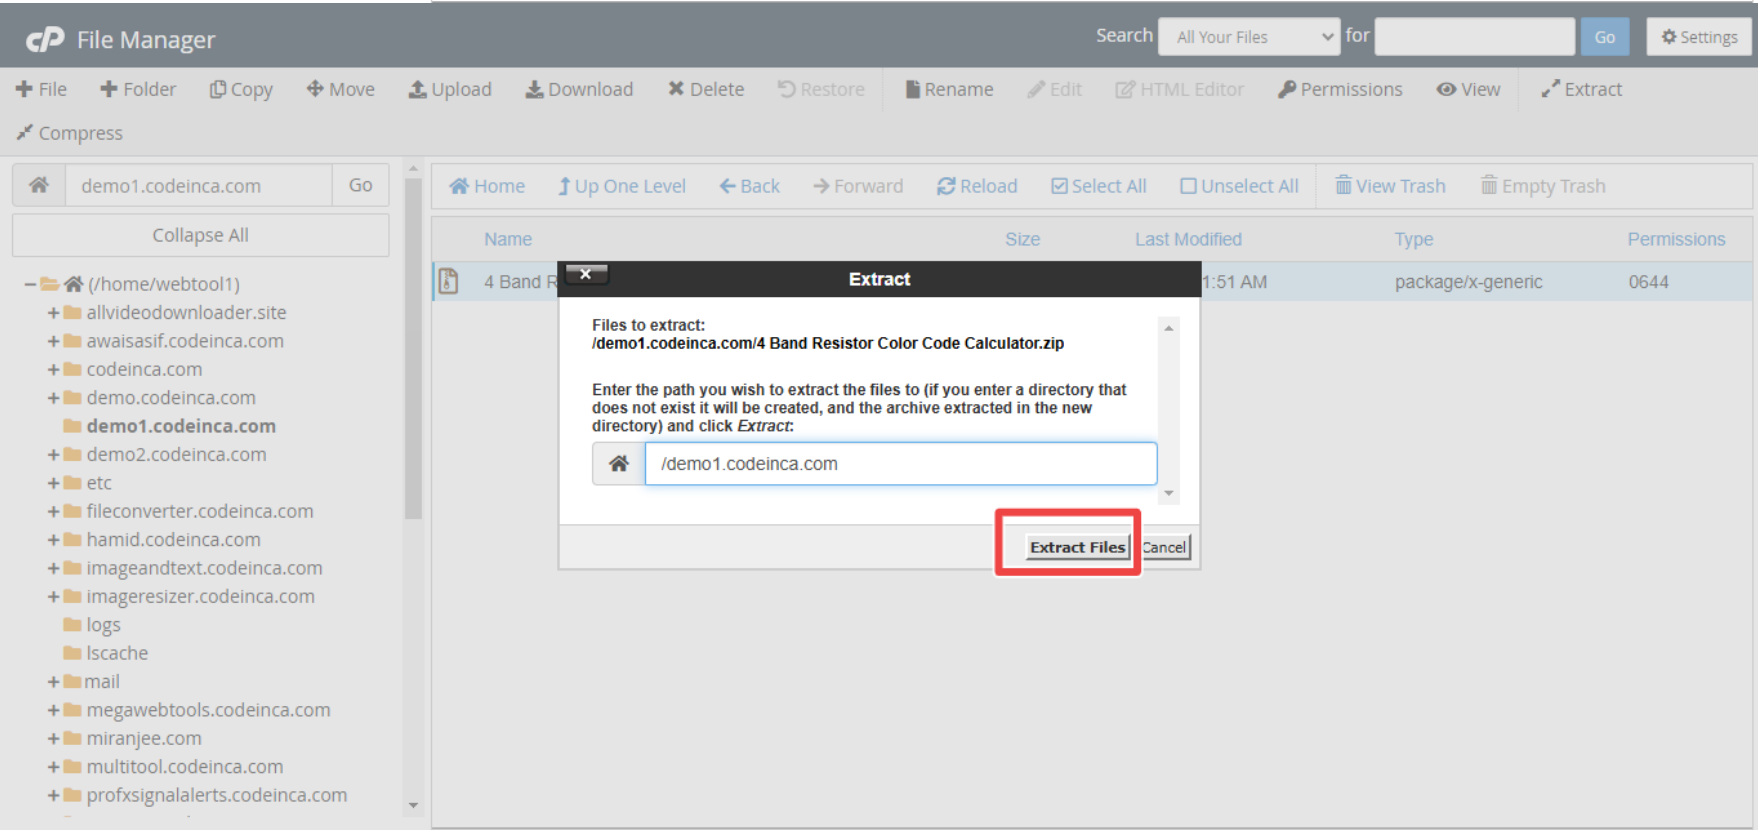 cP File Manager
Search All Your Files for Go Settings
File Folder Copy Move Upload Download Delete Restore Rename Edit HTML Editor Permissions View Extract
Compress
demo1.codeinca.com Go
Home Up One Level Back Forward Reload Select All Unselect All View Trash Empty Trash
Collapse All
Name Size Last Modified Type Permissions
4 Band R 1:51 AM package/x-generic 0644
(/home/webtool1)
allvideodownloader.site
awaisasif.codeinca.com
codeinca.com
demo.codeinca.com
demo1.codeinca.com
demo2.codeinca.com
etc
fileconverter.codeinca.com
hamid.codeinca.com
imageandtext.codeinca.com
imageresizer.codeinca.com
logs
lscache
mail
megawebtools.codeinca.com
miranjee.com
multitool.codeinca.com
profxsignalalerts.codeinca.com
Extract
Files to extract:
/demo1.codeinca.com/4 Band Resistor Color Code Calculator.zip
Enter the path you wish to extract the files to (if you enter a directory that
does not exist it will be created, and the archive extracted in the new
directory) and click Extract:
/demo1.codeinca.com
Extract Files Cancel